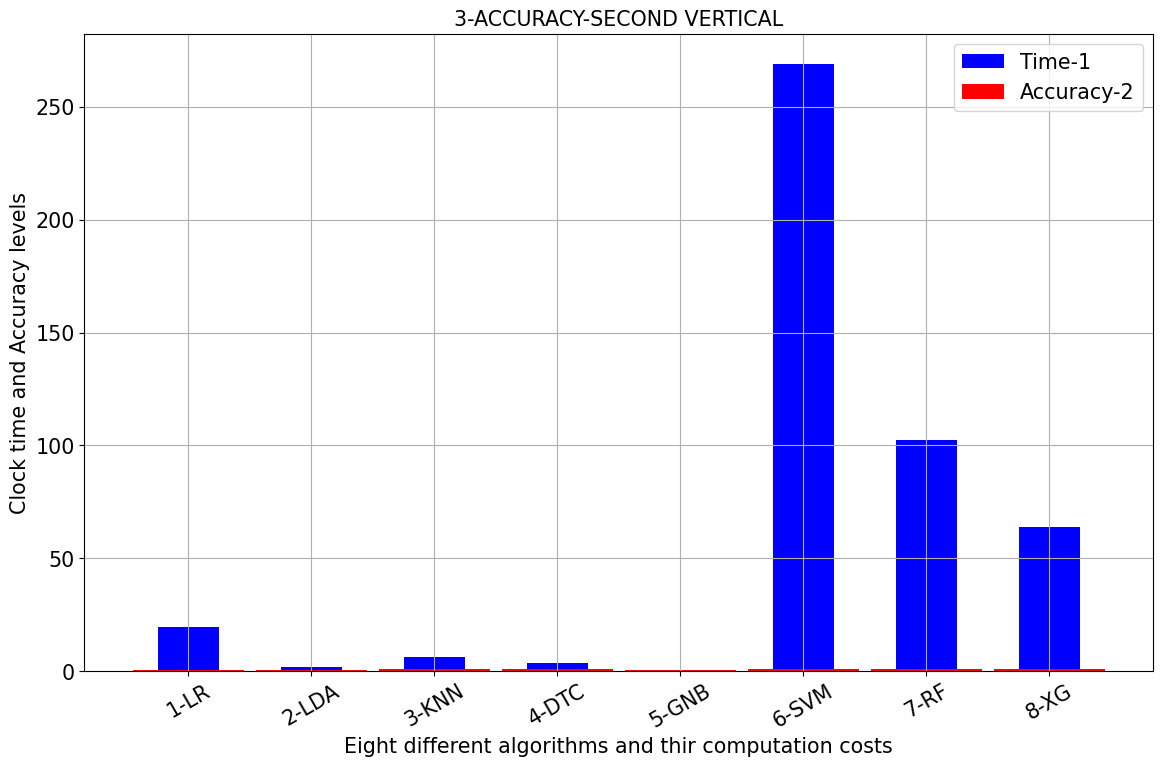 3-ACCURACY-SECOND VERTICAL
Time-1
Accuracy-2
Clock time and Accuracy levels
250
200
150
100
50
0
1-LR
2-LDA
3-KNN
4-DTC
5-GNB
6-SVM
7-RF
8-XG
Eight different algorithms and thir computation costs